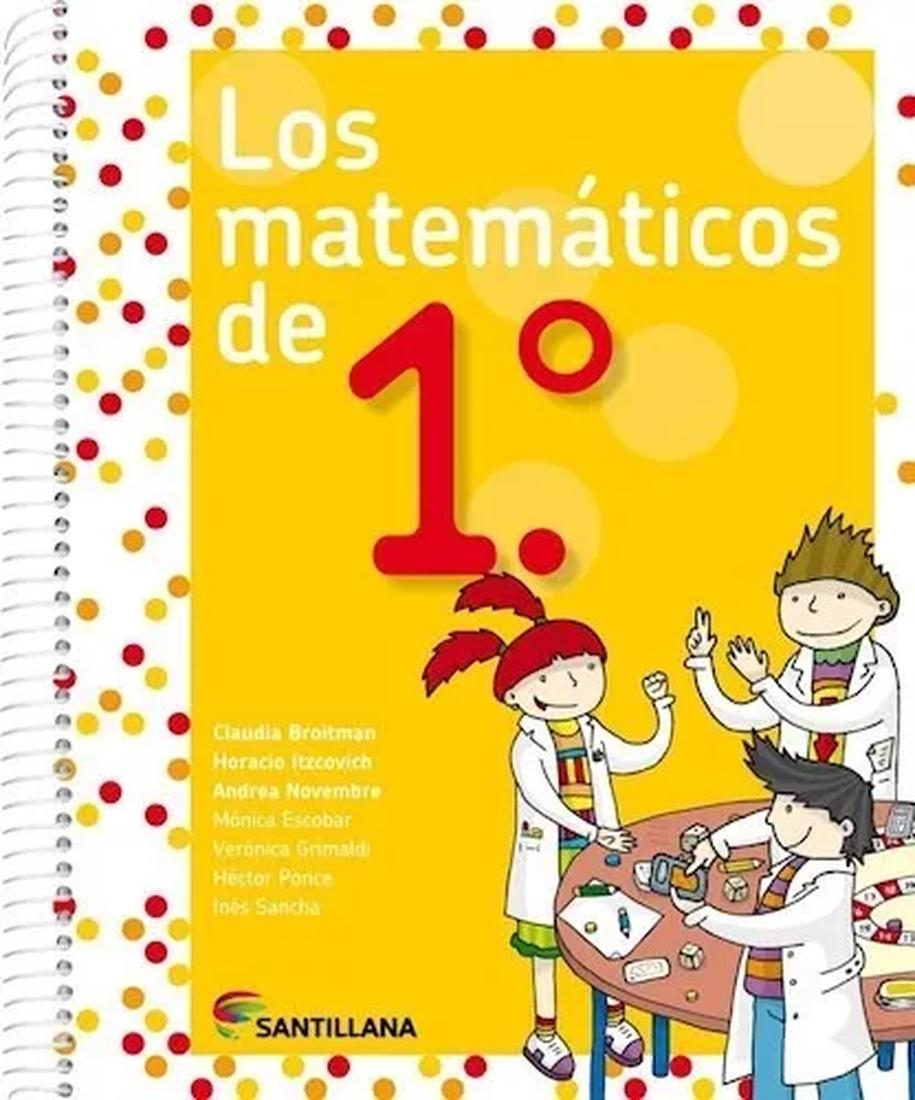 Los
matemáticos
de 1.º
Claudia Broitman
Horacio Itzcovich
Andrea Novembre
Mónica Escobar
Verónica Grimaldi
Héctor Ponce
Inés Sancha
SANTILLANA